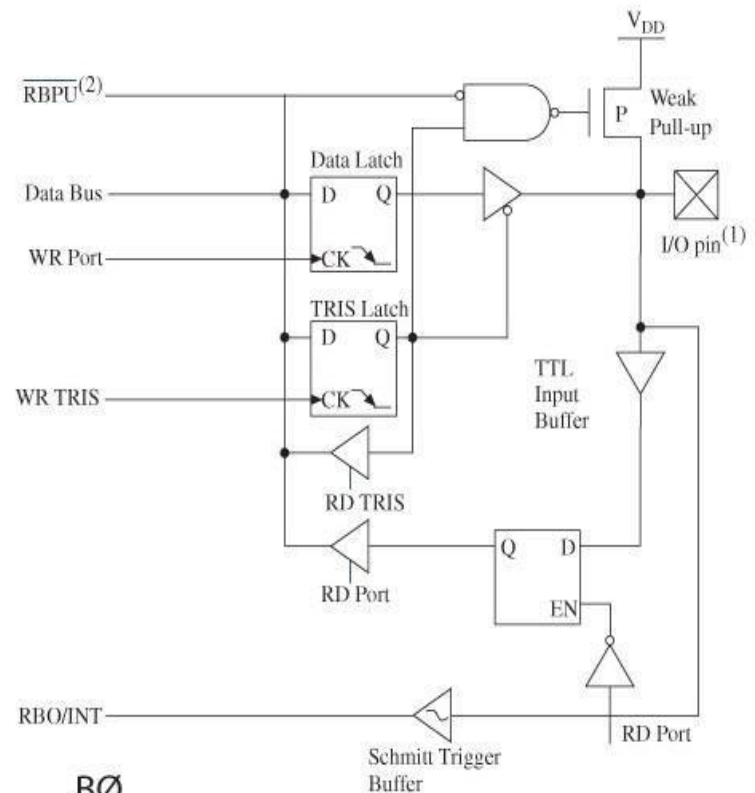 V_DD
RBPU(2)
P
Weak
Pull-up
Data Latch
Data Bus
D Q
I/O pin(1)
WR Port
CK
TRIS Latch
D Q
TTL
Input
Buffer
WR TRIS
CK
RD TRIS
Q D
RD Port
EN
RBO/INT
RD Port
Schmitt Trigger
Buffer
BØ